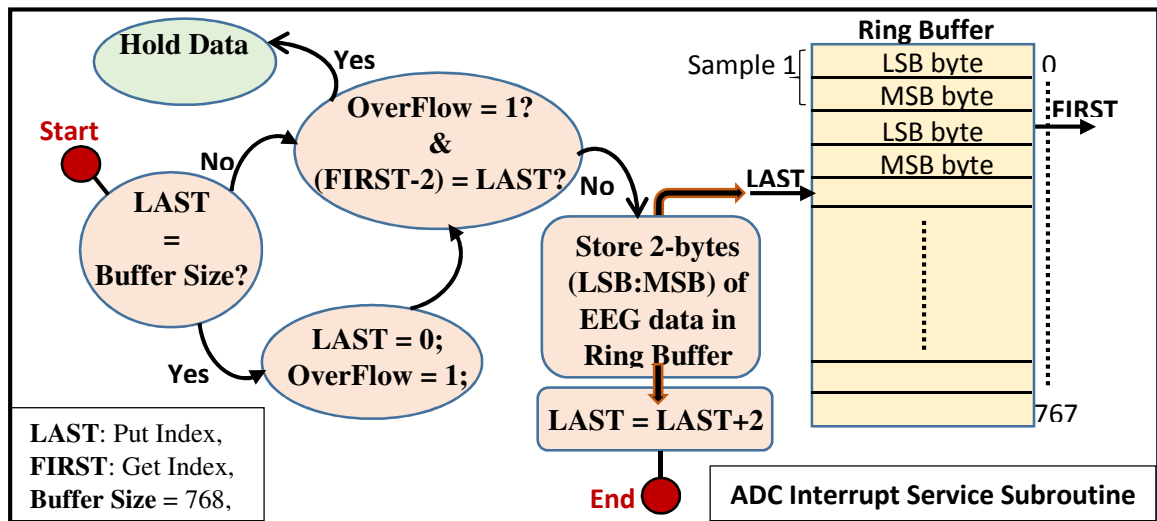 Hold Data
Yes
Start
No
OverFlow = 1?
&
(FIRST-2) = LAST?
No
LAST
=
Buffer Size?
Yes
LAST = 0;
OverFlow = 1;
Store 2-bytes
(LSB:MSB) of
EEG data in
Ring Buffer
LAST = LAST+2
End
Ring Buffer
Sample 1
LSB byte
0
MSB byte
FIRST
LSB byte
MSB byte
LAST
767
LAST: Put Index,
FIRST: Get Index,
Buffer Size = 768,
ADC Interrupt Service Subroutine